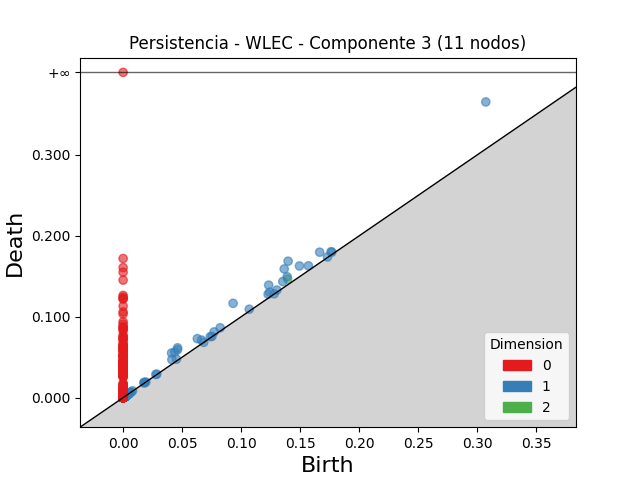 Persistencia - WLEC - Componente 3 (11 nodos)
+∞
0.300
0.200
0.100
0.000
Death
0.00 0.05 0.10 0.15 0.20 0.25 0.30 0.35
Birth
Dimension
0
1
2